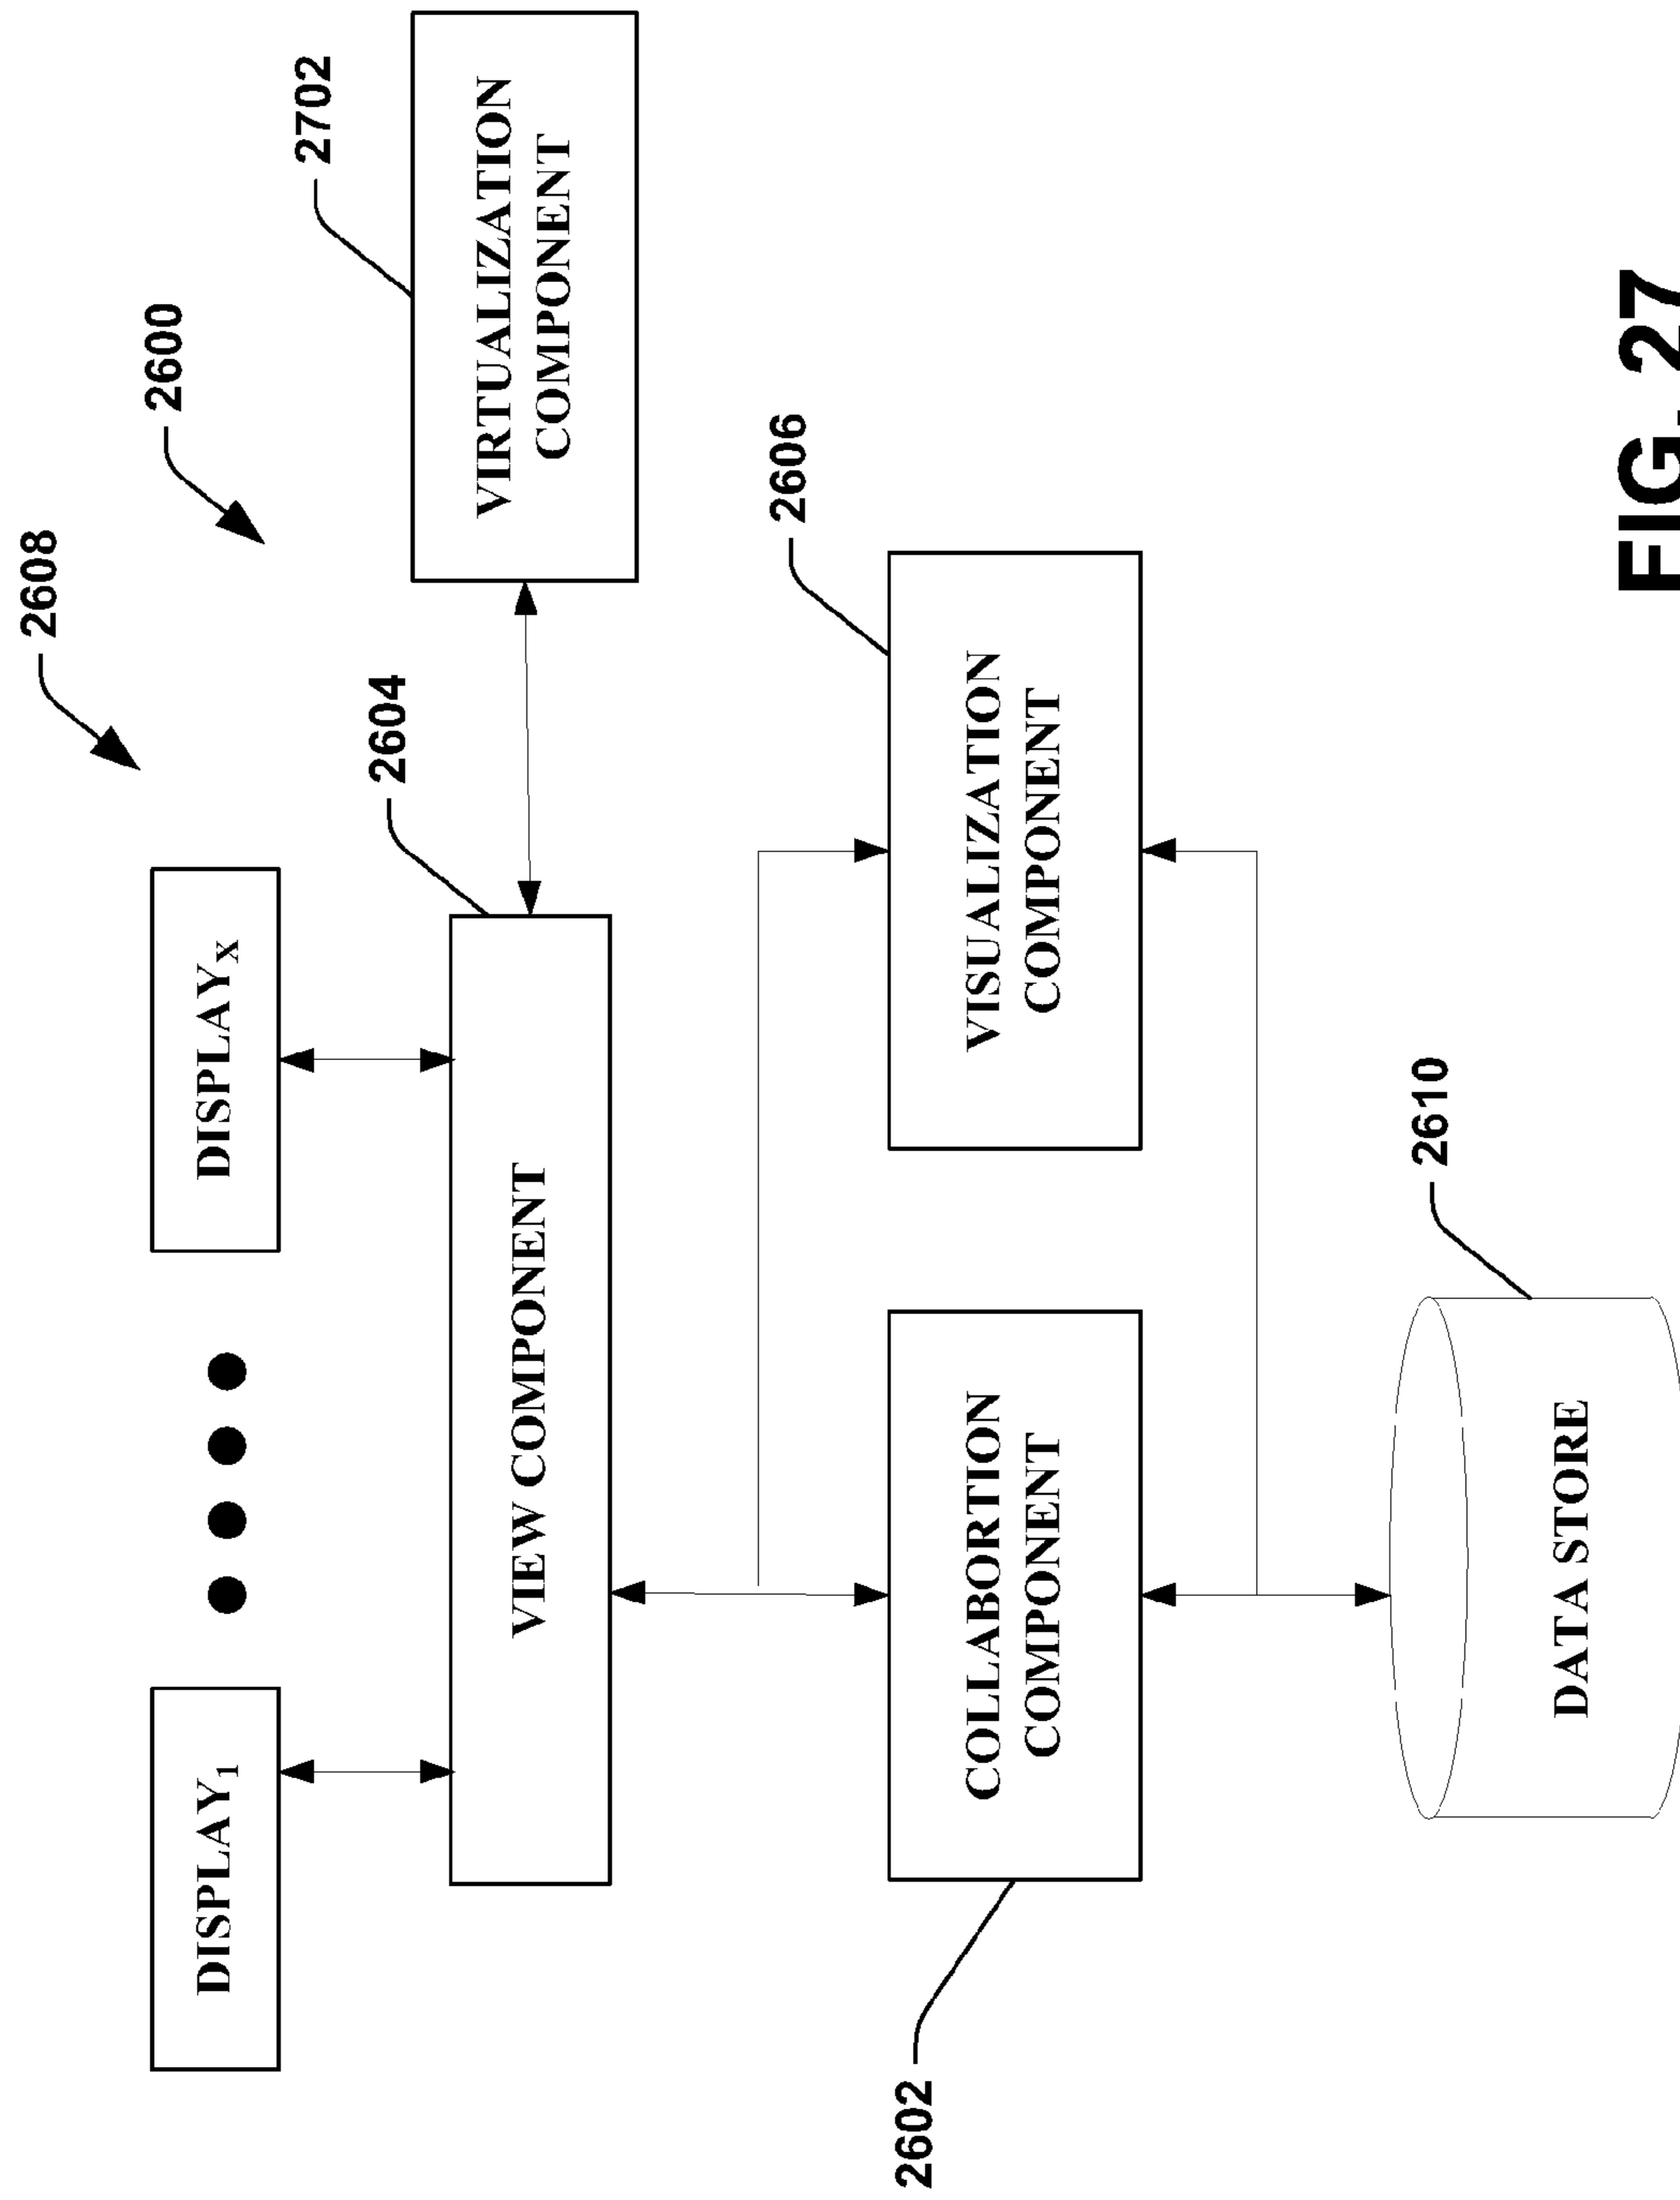 2608
2600
2702
DISPLAY1
DISPLAYX
2604
VIEW COMPONENT
VIRTUALIZATION
COMPONENT
2606
COLLABORTION
COMPONENT
VISUALIZATION
COMPONENT
2602
2610
DATA STORE
FIG. 27